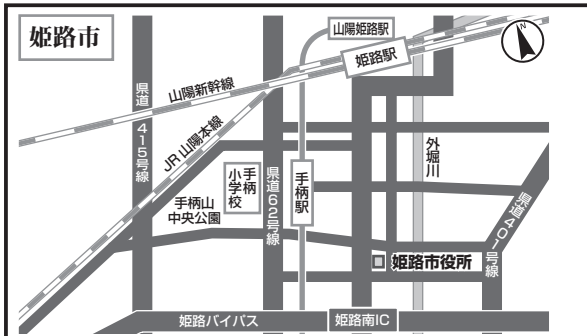 姫路市
山陽姫路駅
姫路駅
山陽新幹線
県道415号線
JR山陽本線
外堀川
手柄
小学校
県道62号線
手柄駅
手柄山
中央公園
県道401号線
姫路市役所
姫路バイパス
姫路南IC
N